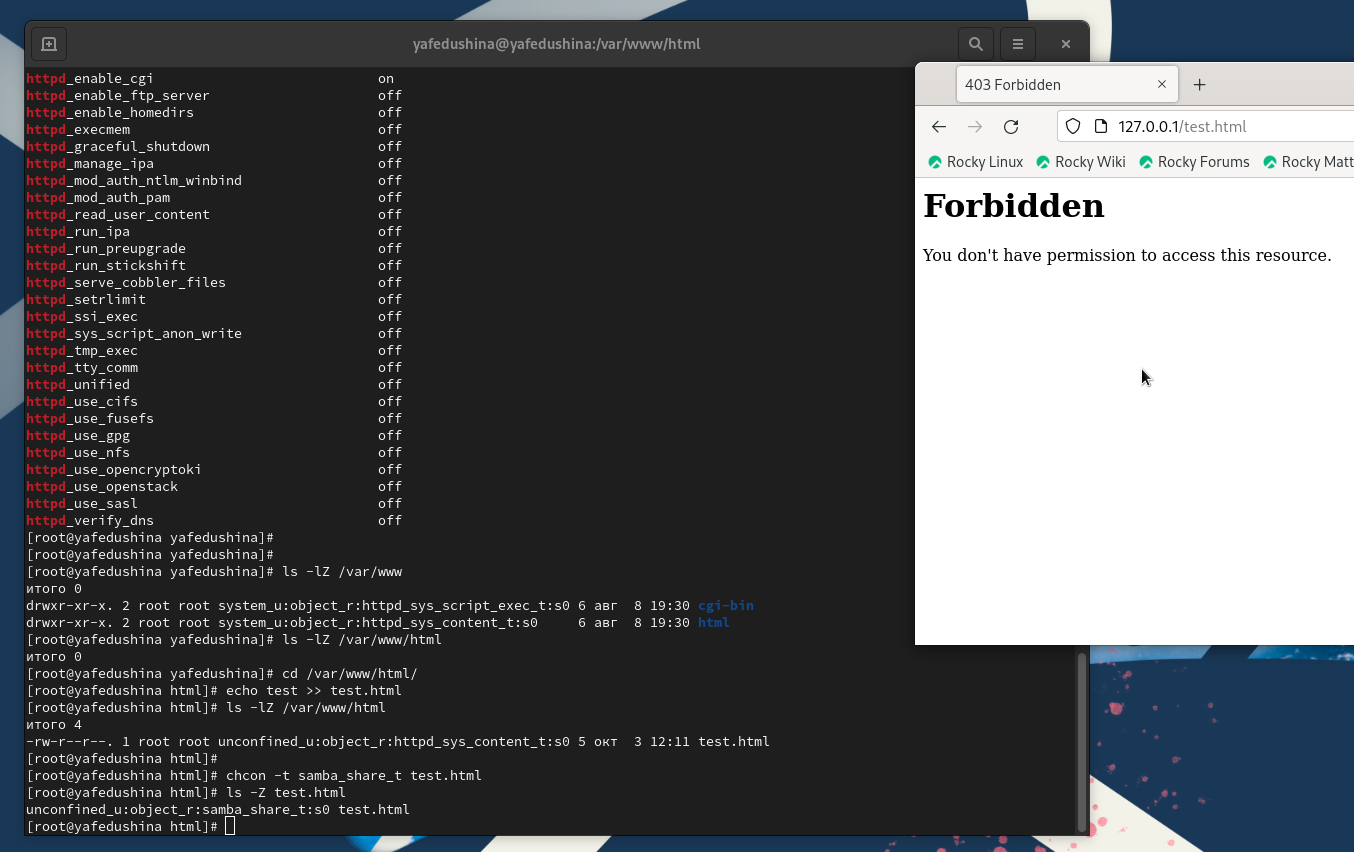 yafedushina@yafedushina:/var/www/html
httpd_enable_cgi on
httpd_enable_ftp_server off
httpd_enable_homedirs off
httpd_execmem off
httpd_graceful_shutdown off
httpd_manage_ipa off
httpd_mod_auth_ntlm_winbind off
httpd_mod_auth_pam off
httpd_read_user_content off
httpd_run_ipa off
httpd_run_preupgrade off
httpd_run_stickshift off
httpd_serve_cobbler_files off
httpd_setrlimit off
httpd_ssi_exec off
httpd_sys_script_anon_write off
httpd_tmp_exec off
httpd_tty_comm off
httpd_unified off
httpd_use_cifs off
httpd_use_fusefs off
httpd_use_gpg off
httpd_use_nfs off
httpd_use_opencryptoki off
httpd_use_openstack off
httpd_use_sasl off
httpd_verify_dns off
[root@yafedushina yafedushina]#
[root@yafedushina yafedushina]#
[root@yafedushina yafedushina]# ls -lZ /var/www
итого 0
drwxr-xr-x. 2 root root system_u:object_r:httpd_sys_script_exec_t:s0 6 авг  8 19:30 cgi-bin
drwxr-xr-x. 2 root root system_u:object_r:httpd_sys_content_t:s0     6 авг  8 19:30 html
[root@yafedushina yafedushina]# ls -lZ /var/www/html
итого 0
[root@yafedushina yafedushina]# cd /var/www/html/
[root@yafedushina html]# echo test >> test.html
[root@yafedushina html]# ls -lZ /var/www/html
итого 4
-rw-r--r--. 1 root root unconfined_u:object_r:httpd_sys_content_t:s0 5 окт  3 12:11 test.html
[root@yafedushina html]#
[root@yafedushina html]# chcon -t samba_share_t test.html
[root@yafedushina html]# ls -Z test.html
unconfined_u:object_r:samba_share_t:s0 test.html
[root@yafedushina html]#
403 Forbidden
127.0.0.1/test.html
Rocky Linux Rocky Wiki Rocky Forums Rocky Matt
Forbidden
You don't have permission to access this resource.